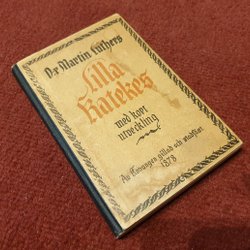 Dr Martin Luthers
Lilla
Katekes
med kort
utveckling
Av Konungen gillad och stadfäst
1878